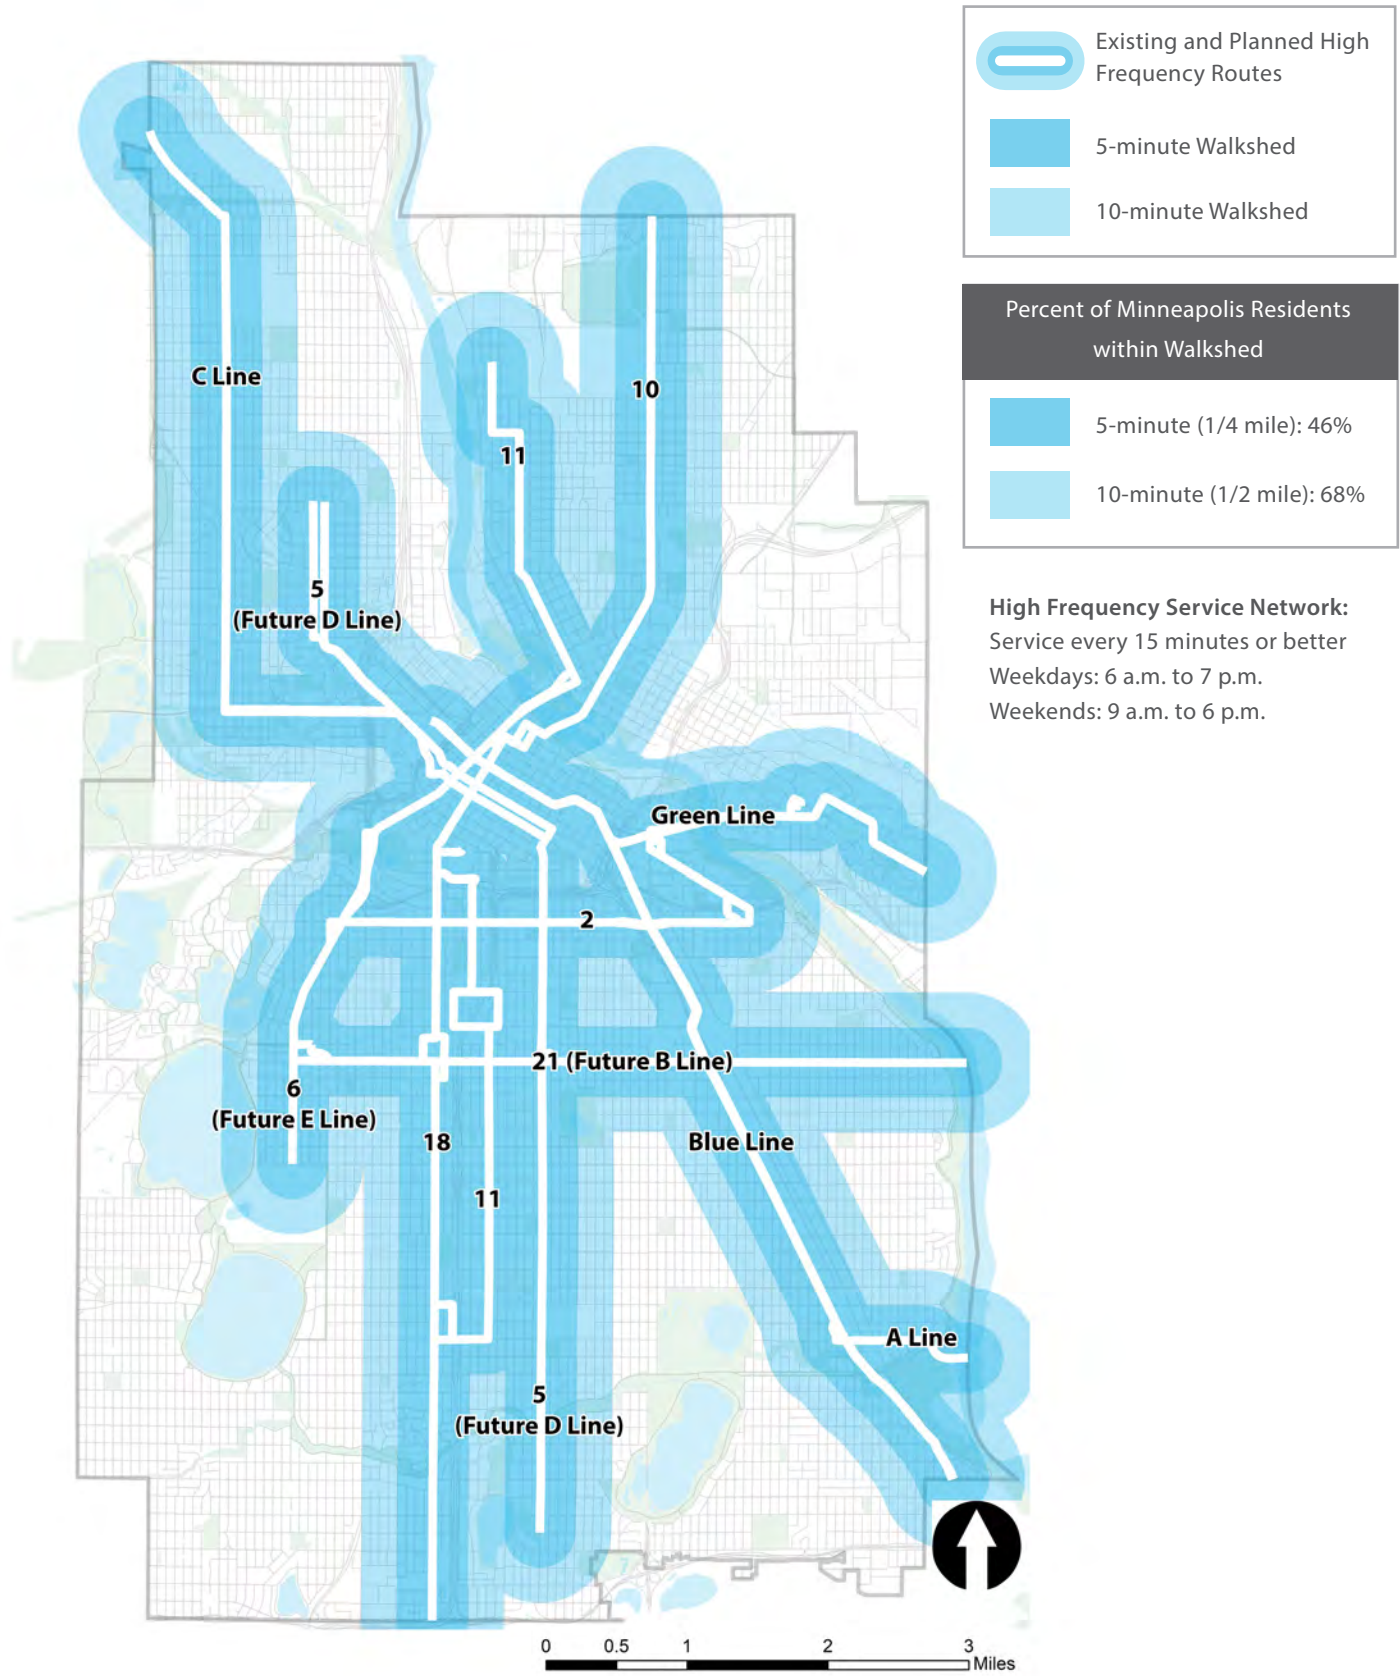 Existing and Planned High
Frequency Routes
5-minute Walkshed
10-minute Walkshed
Percent of Minneapolis Residents
within Walkshed
5-minute (1/4 mile): 46%
10-minute (1/2 mile): 68%
High Frequency Service Network:
Service every 15 minutes or better
Weekdays: 6 a.m. to 7 p.m.
Weekends: 9 a.m. to 6 p.m.
C Line
10
11
5
(Future D Line)
Green Line
2
21 (Future B Line)
6
(Future E Line)
18
Blue Line
11
A Line
5
(Future D Line)
0 0.5 1 2 3
Miles